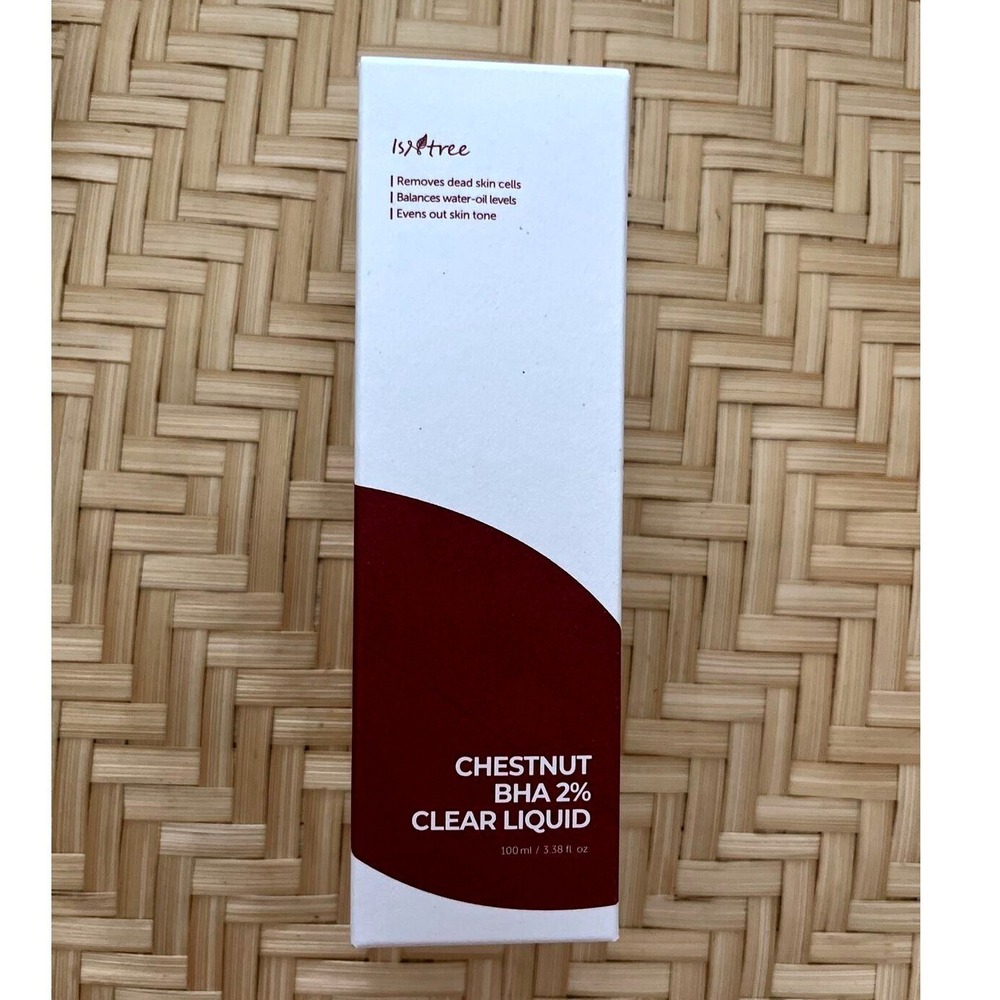 Isntree
Removes dead skin cells
Balances water-oil levels
Evens out skin tone
CHESTNUT
BHA 2%
CLEAR LIQUID
100 ml / 3.38 fl. oz